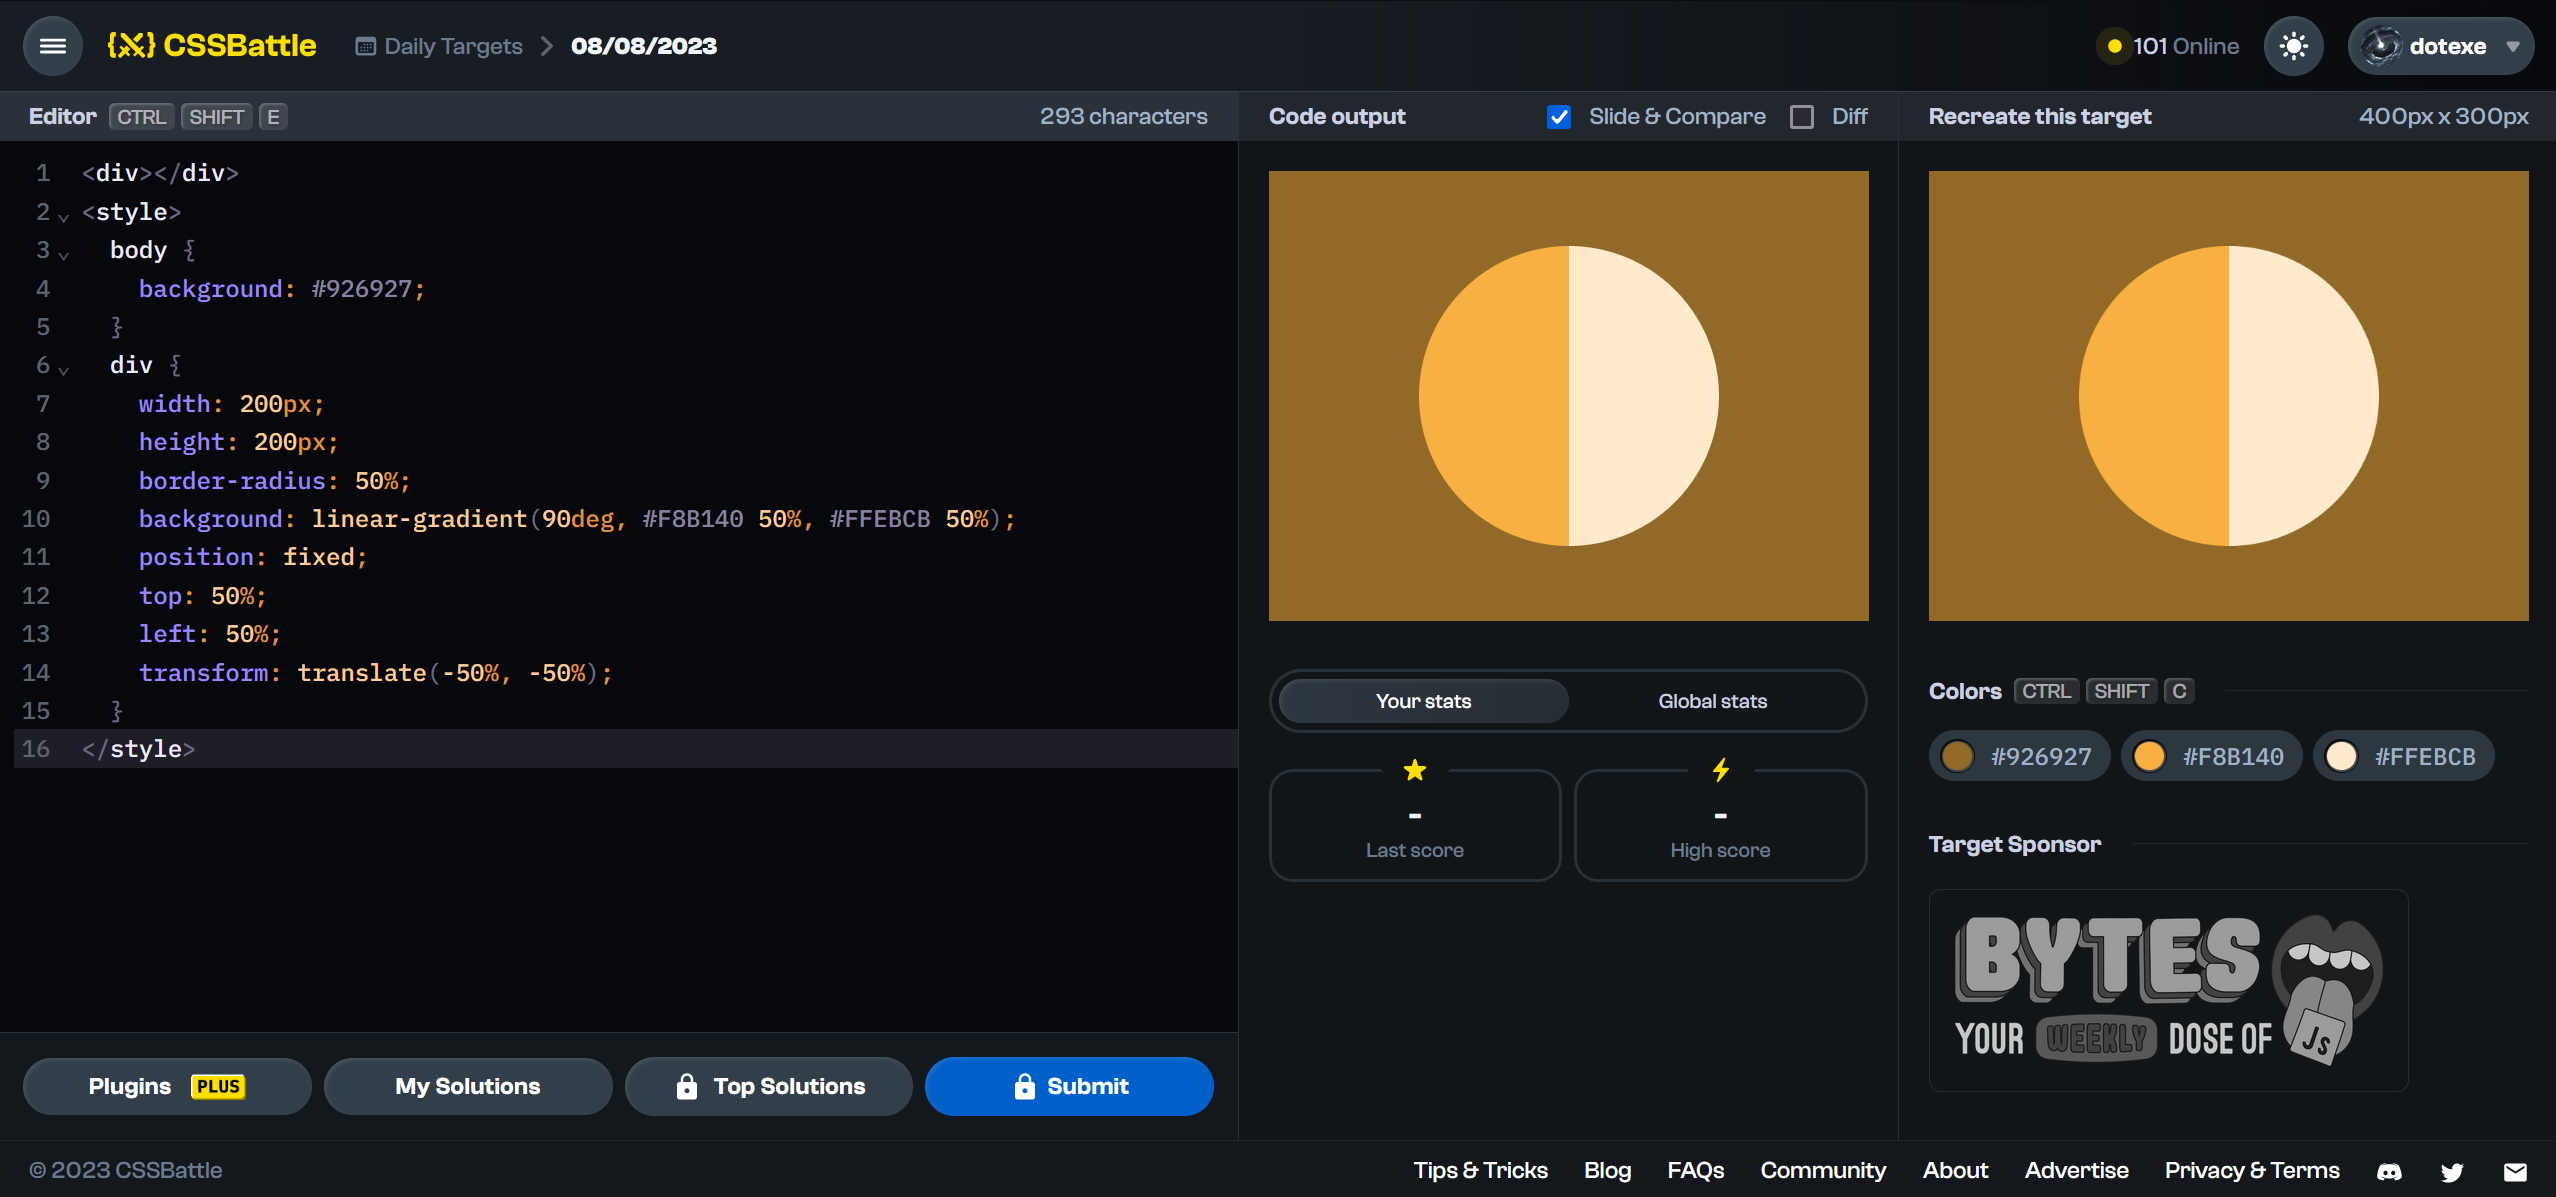 {X} CSSBattle
Daily Targets > 08/08/2023
101 Online
dotexe
Editor CTRL SHIFT E
293 characters
1 <div></div>
2 <style>
3 body {
4 background: #926927;
5 }
6 div {
7 width: 200px;
8 height: 200px;
9 border-radius: 50%;
10 background: linear-gradient(90deg, #F8B140 50%, #FFEBCB 50%);
11 position: fixed;
12 top: 50%;
13 left: 50%;
14 transform: translate(-50%, -50%);
15 }
16 </style>
Plugins PLUS
My Solutions
Top Solutions
Submit
Code output
Slide & Compare
Diff
Your stats
Global stats
-
Last score
-
High score
Recreate this target
400px x 300px
Colors CTRL SHIFT C
#926927
#F8B140
#FFEBCB
Target Sponsor
BYTES
YOUR WEEKLY DOSE OF JS
© 2023 CSSBattle
Tips & Tricks
Blog
FAQs
Community
About
Advertise
Privacy & Terms